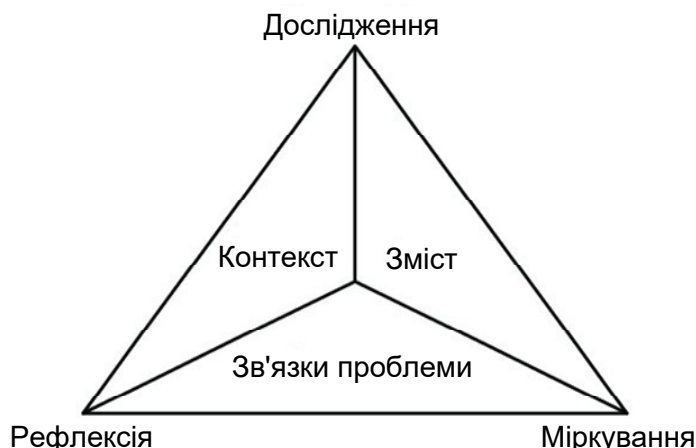 Дослідження
Контекст Зміст
Зв'язки проблеми
Рефлексія Міркування